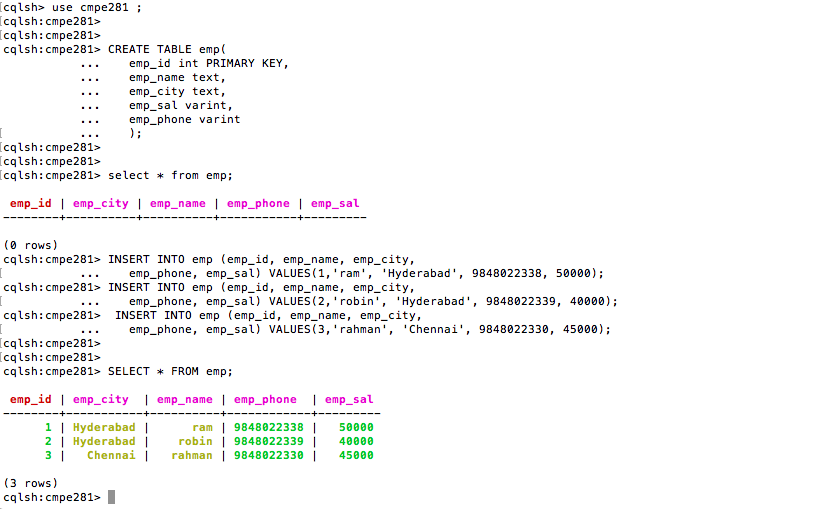 [cqlsh> use cmpe281 ;
[cqlsh:cmpe281>
[cqlsh:cmpe281>
cqlsh:cmpe281> CREATE TABLE emp(
           ...    emp_id int PRIMARY KEY,
           ...    emp_name text,
           ...    emp_city text,
           ...    emp_sal varint,
           ...    emp_phone varint
[          ...    );
[cqlsh:cmpe281>
[cqlsh:cmpe281>
[cqlsh:cmpe281> select * from emp;
 emp_id | emp_city | emp_name | emp_phone | emp_sal
--------+----------+----------+-----------+---------
(0 rows)
cqlsh:cmpe281> INSERT INTO emp (emp_id, emp_name, emp_city,
[          ...    emp_phone, emp_sal) VALUES(1,'ram', 'Hyderabad', 9848022338, 50000);
cqlsh:cmpe281> INSERT INTO emp (emp_id, emp_name, emp_city,
[          ...    emp_phone, emp_sal) VALUES(2,'robin', 'Hyderabad', 9848022339, 40000);
cqlsh:cmpe281>  INSERT INTO emp (emp_id, emp_name, emp_city,
[          ...    emp_phone, emp_sal) VALUES(3,'rahman', 'Chennai', 9848022330, 45000);
[cqlsh:cmpe281>
[cqlsh:cmpe281>
[cqlsh:cmpe281> SELECT * FROM emp;
 emp_id | emp_city  | emp_name | emp_phone  | emp_sal
--------+-----------+----------+------------+---------
      1 | Hyderabad |      ram | 9848022338 |   50000
      2 | Hyderabad |    robin | 9848022339 |   40000
      3 |   Chennai |   rahman | 9848022330 |   45000
(3 rows)
cqlsh:cmpe281>